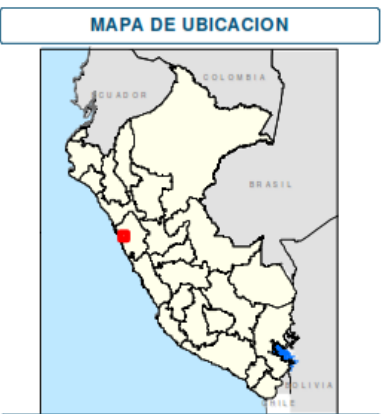 MAPA DE UBICACION
COLOMBIA
ECUADOR
BRASIL
BOLIVIA
CHILE